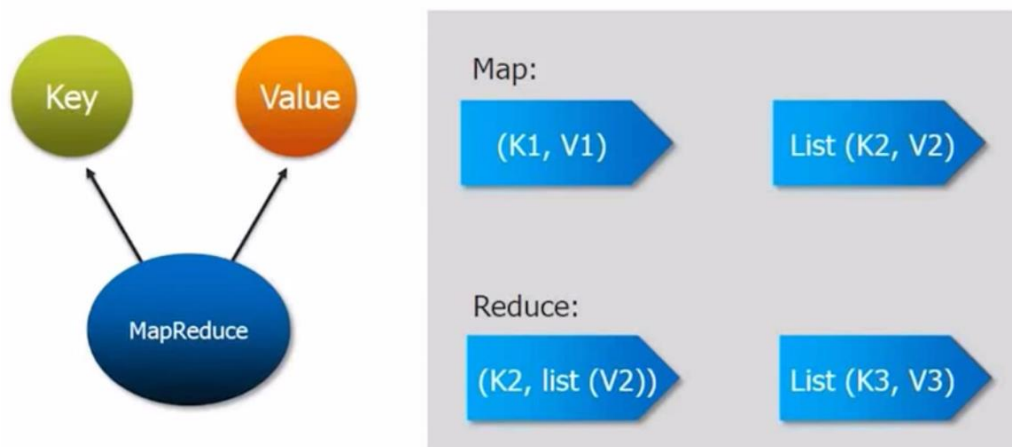 Key
Value
MapReduce
Map:
(K1, V1)
List (K2, V2)
Reduce:
(K2, list (V2))
List (K3, V3)